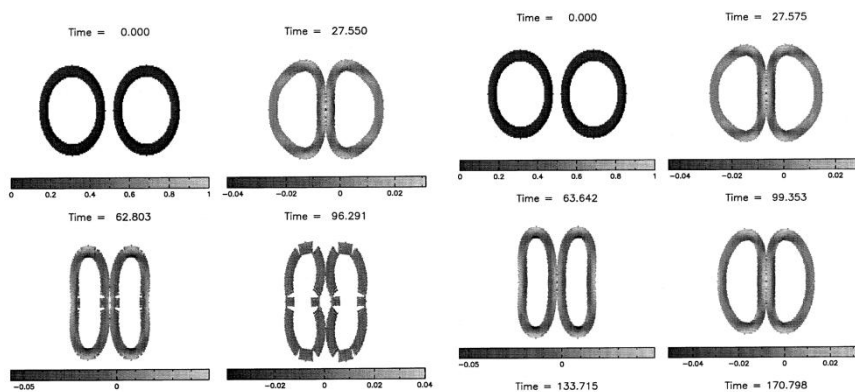 Time = 0.000
27.550
0 0.2 0.4 0.6 0.8 1
-0.02 0 0.02
Time = 62.803
Time = 96.291
-0.05 0
-0.04 -0.02 0 0.02 0.04
Time = 0.000
Time = 27.575
0 0.2 0.4 0.6 0.8 1
-0.04 -0.02 0 0.02
Time = 63.642
Time = 99.353
-0.05 0
-0.04 -0.02 0 0.02
Time = 133.715
Time = 170.798